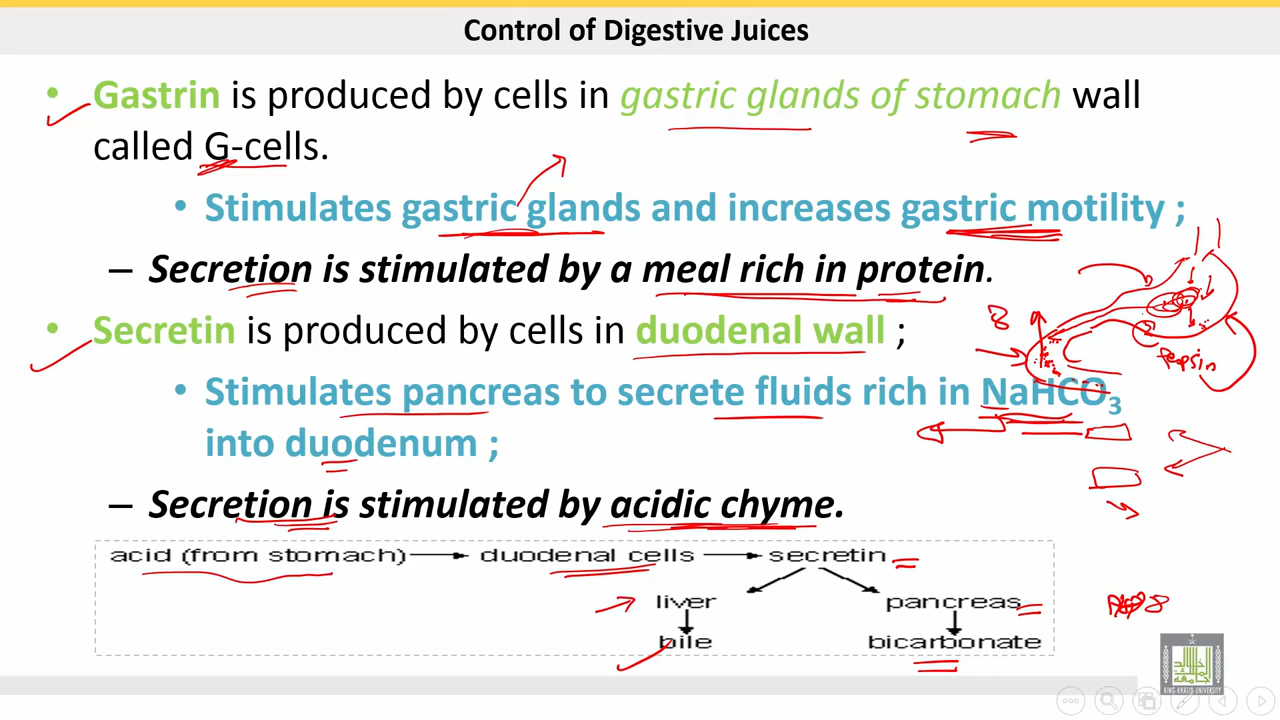 Control of Digestive Juices
• Gastrin is produced by cells in gastric glands of stomach wall
called G-cells.
• Stimulates gastric glands and increases gastric motility ;
– Secretion is stimulated by a meal rich in protein.
• Secretin is produced by cells in duodenal wall ;
pepsin
• Stimulates pancreas to secrete fluids rich in NaHCO3
into duodenum ;
– Secretion is stimulated by acidic chyme.
acid (from stomach) → duodenal cells → secretin
liver pancreas
bile bicarbonate
KING KHALID UNIVERSITY